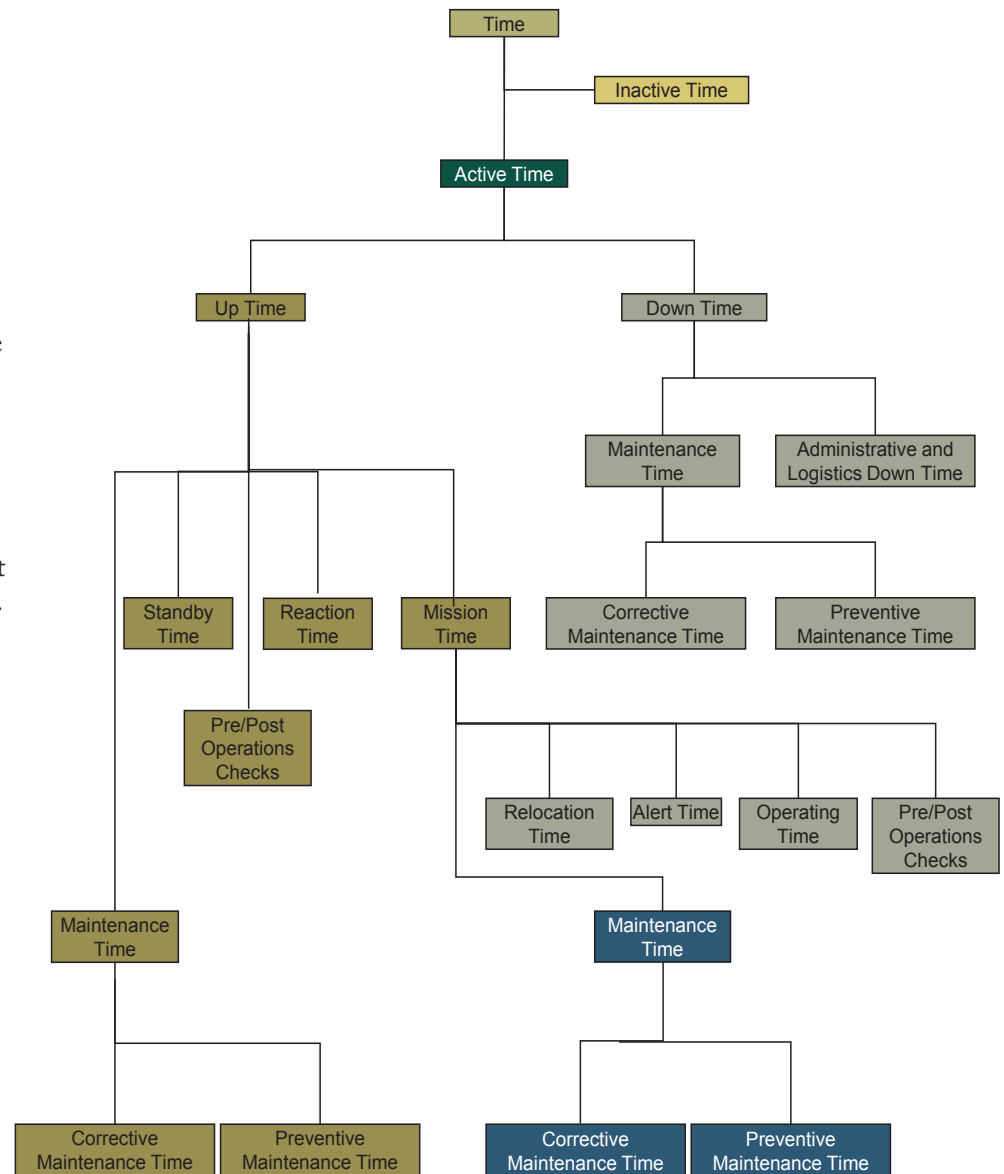 Time
Inactive Time
Active Time
Up Time
Down Time
Maintenance
Time
Administrative and
Logistics Down Time
Standby
Time
Reaction
Time
Mission
Time
Corrective
Maintenance Time
Preventive
Maintenance Time
Pre/Post
Operations
Checks
Relocation
Time
Alert Time
Operating
Time
Pre/Post
Operations
Checks
Maintenance
Time
Maintenance
Time
Corrective
Maintenance Time
Preventive
Maintenance Time
Corrective
Maintenance Time
Preventive
Maintenance Time